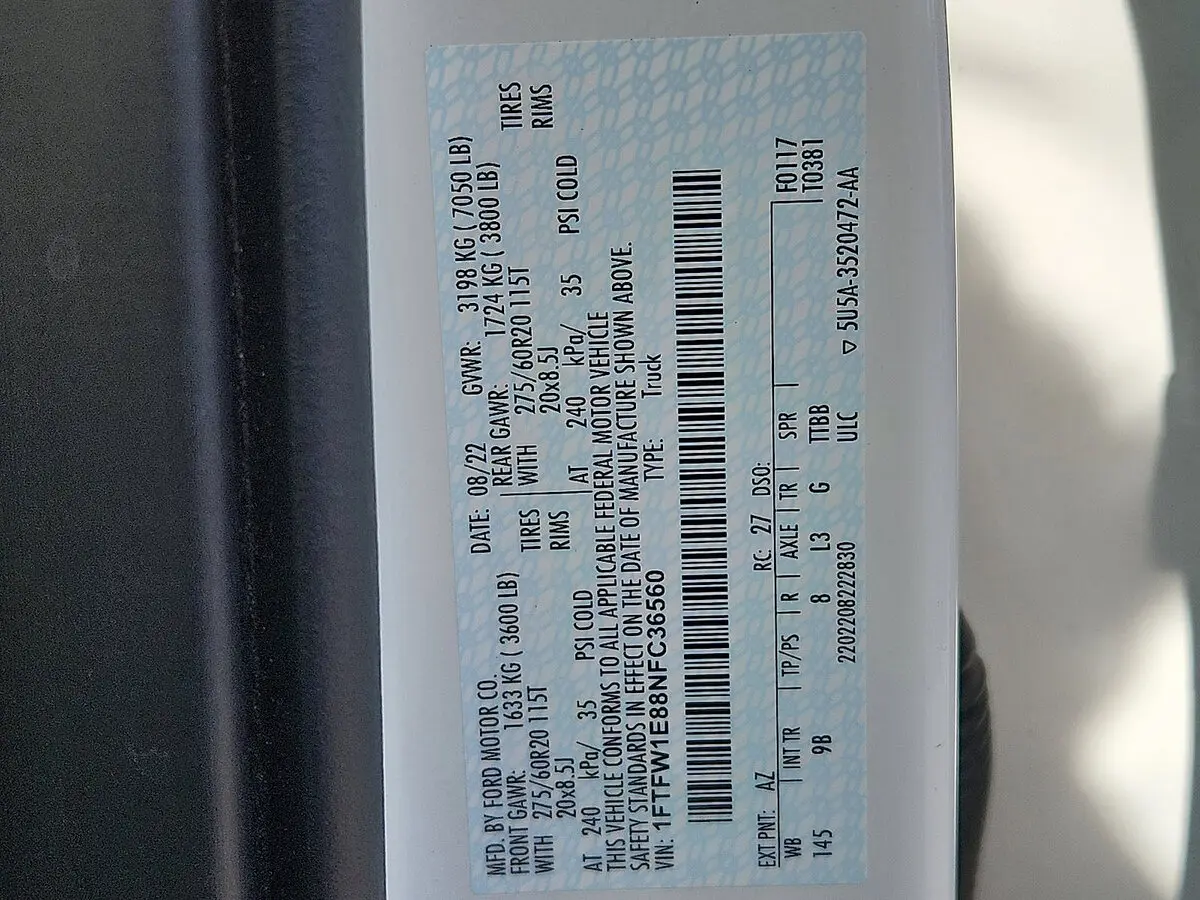 MFD. BY FORD MOTOR CO. DATE: 08/22 GVWR: 3198 KG ( 7050 LB)
FRONT GAWR: 1633 KG ( 3600 LB) REAR GAWR: 1724 KG ( 3800 LB)
WITH 275/60R20 115T TIRES WITH 275/60R20 115T TIRES
20x8.5J RIMS 20x8.5J RIMS
AT 240 kPa/ 35 PSI COLD AT 240 kPa/ 35 PSI COLD
THIS VEHICLE CONFORMS TO ALL APPLICABLE FEDERAL MOTOR VEHICLE
SAFETY STANDARDS IN EFFECT ON THE DATE OF MANUFACTURE SHOWN ABOVE.
VIN: 1FTFW1E88NFC36560 TYPE: Truck
EXT PNT: AZ RC: 27 DSO: F0117
WB INT TR TP/PS R AXLE TR SPR T0381
145 9B 8 L3 G TTBB
2202208222830 ULC ▽ 5U5A-3520472-AA